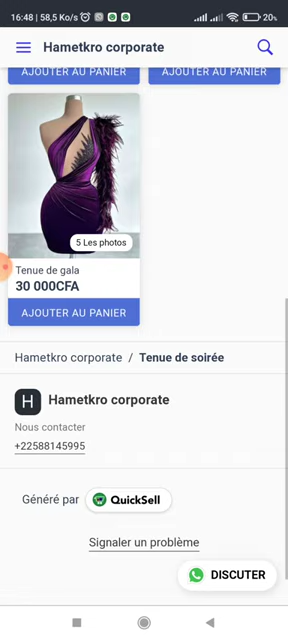 16:48 | 58,5 Ko/s
20%
Hametkro corporate
AJOUTER AU PANIER
AJOUTER AU PANIER
5 Les photos
Tenue de gala
30 000CFA
AJOUTER AU PANIER
Hametkro corporate / Tenue de soirée
H Hametkro corporate
Nous contacter
+22588145995
Généré par QuickSell
Signaler un problème
DISCUTER